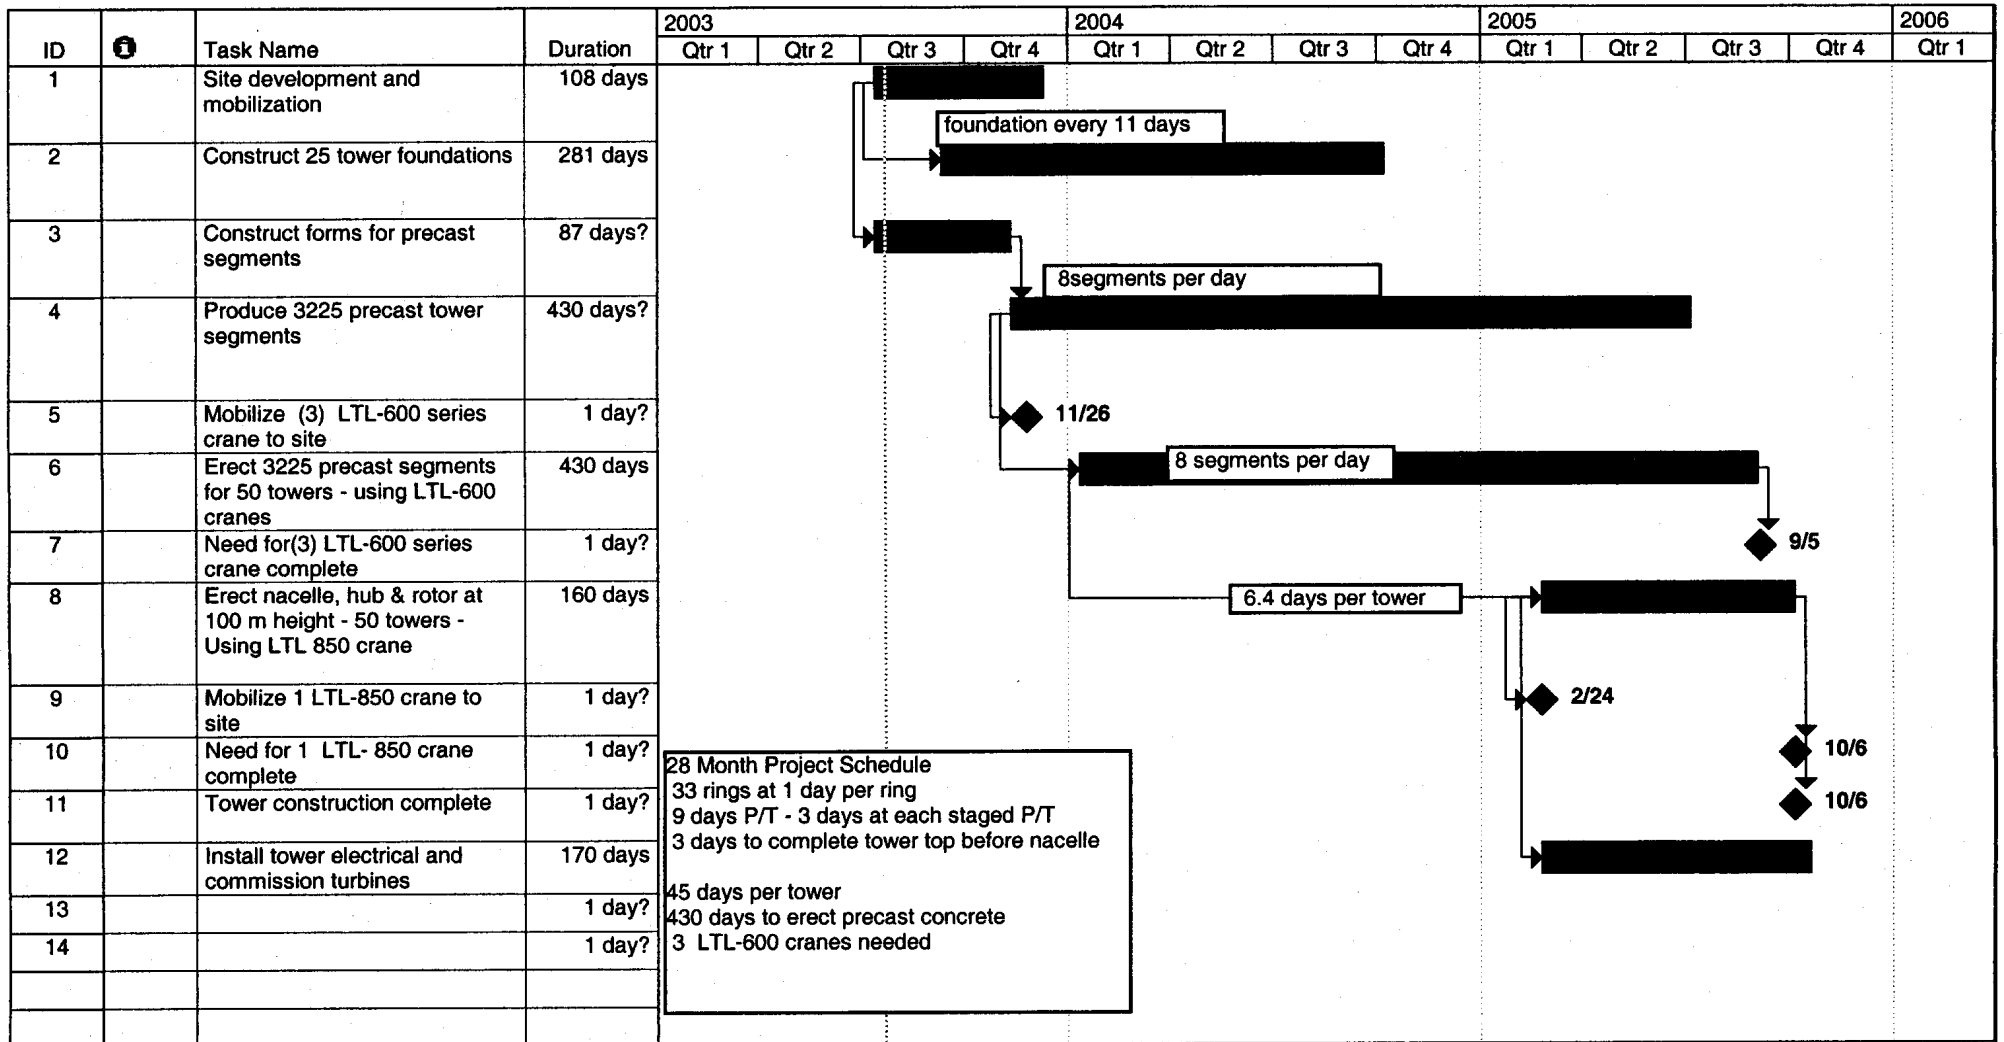 2003 2004 2005 2006
ID Task Name Duration Qtr 1 Qtr 2 Qtr 3 Qtr 4 Qtr 1 Qtr 2 Qtr 3 Qtr 4 Qtr 1 Qtr 2 Qtr 3 Qtr 4 Qtr 1
1 Site development and 108 days
mobilization
foundation every 11 days
2 Construct 25 tower foundations 281 days
3 Construct forms for precast 87 days?
segments
8segments per day
4 Produce 3225 precast tower 430 days?
segments
5 Mobilize (3) LTL-600 series 1 day? 11/26
crane to site
6 Erect 3225 precast segments 430 days 8 segments per day
for 50 towers - using LTL-600
cranes
7 Need for(3) LTL-600 series 1 day? 9/5
crane complete
8 Erect nacelle, hub & rotor at 160 days 6.4 days per tower
100 m height - 50 towers -
Using LTL 850 crane
9 Mobilize 1 LTL-850 crane to 1 day? 2/24
site
10 Need for 1 LTL- 850 crane 1 day? 10/6
complete
11 Tower construction complete 1 day? 10/6
12 Install tower electrical and 170 days
commission turbines
13 1 day?
14 1 day?
28 Month Project Schedule
33 rings at 1 day per ring
9 days P/T - 3 days at each staged P/T
3 days to complete tower top before nacelle
45 days per tower
430 days to erect precast concrete
3 LTL-600 cranes needed